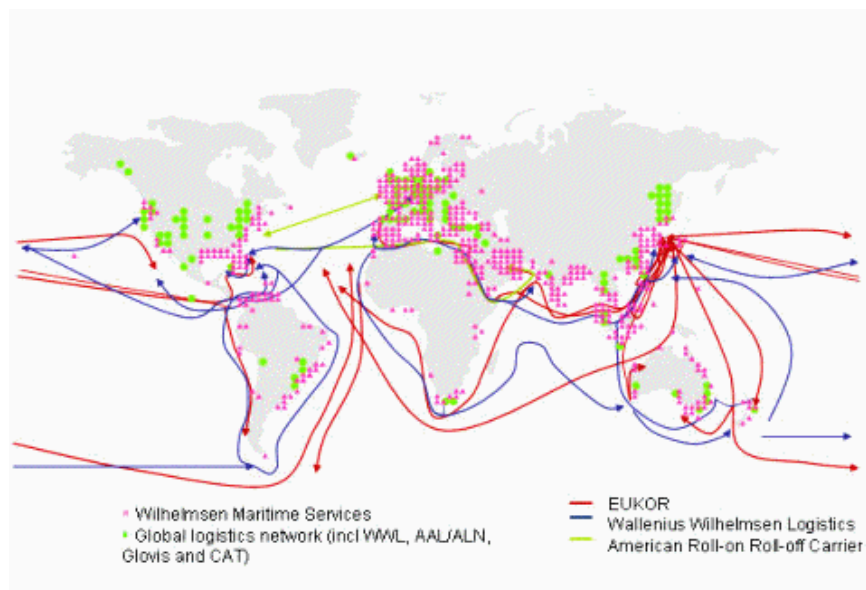 Wilhelmsen Maritime Services
Global logistics network (incl WWL, AAL/ALN,
Glovis and CAT)
EUKOR
Wallenius Wilhelmsen Logistics
American Roll-on Roll-off Carrier